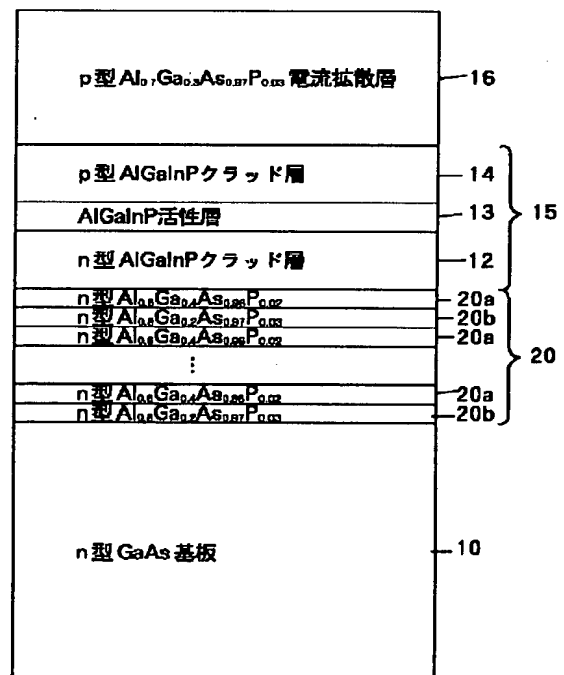 p型Al₀.₇Ga₀.₃As₀.₉₇P₀.₀₃電流拡散層 16
p型AlGaInPクラッド層 14
AlGaInP活性層 13 15
n型AlGaInPクラッド層 12
n型Al₀.₆Ga₀.₄As₀.₉₈P₀.₀₂ 20a
n型Al₀.₈Ga₀.₂As₀.₉₇P₀.₀₃ 20b
n型Al₀.₆Ga₀.₄As₀.₉₈P₀.₀₂ 20a
⋮ 20
n型Al₀.₆Ga₀.₄As₀.₉₈P₀.₀₂ 20a
n型Al₀.₈Ga₀.₂As₀.₉₇P₀.₀₃ 20b
n型GaAs基板 10